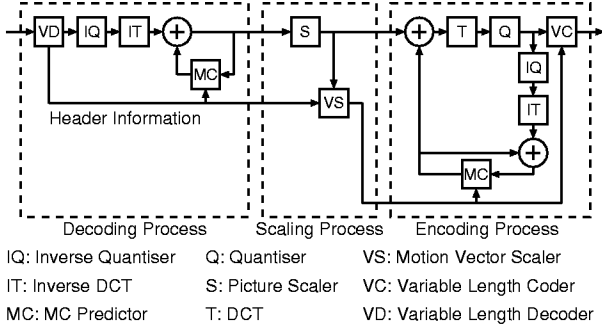 VD IQ IT + S + T Q VC
IQ
MC
VS
IT
Header Information
+
MC
Decoding Process Scaling Process Encoding Process
IQ: Inverse Quantiser Q: Quantiser VS: Motion Vector Scaler
IT: Inverse DCT S: Picture Scaler VC: Variable Length Coder
MC: MC Predictor T: DCT VD: Variable Length Decoder